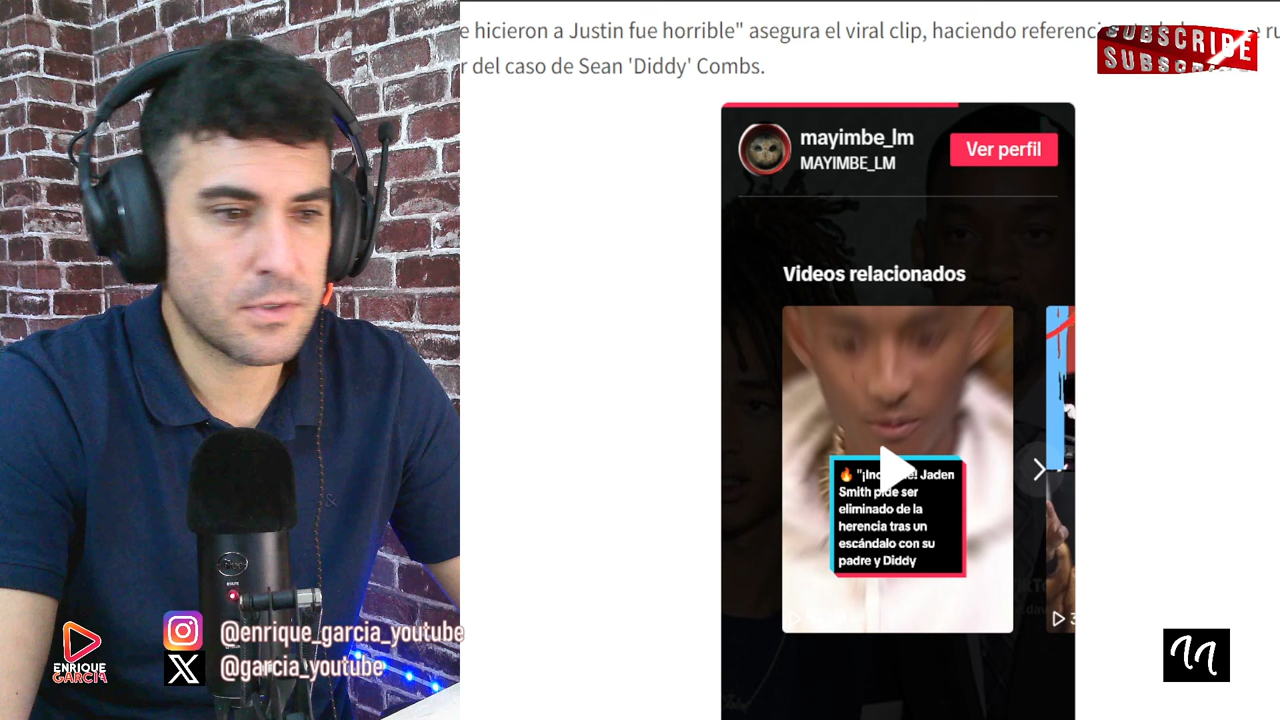 e hicieron a Justin fue horrible" asegura el viral clip, haciendo
r del caso de Sean 'Diddy' Combs.
SUBSCRIBE
mayimbe_lm
MAYIMBE_LM
Ver perfil
Videos relacionados
Jaden
Smith pide ser
eliminado de la
herencia tras un
escándalo con su
padre y Diddy
ENRIQUE
GARCIA
@enrique_garcia_youtube
@garcia_youtube